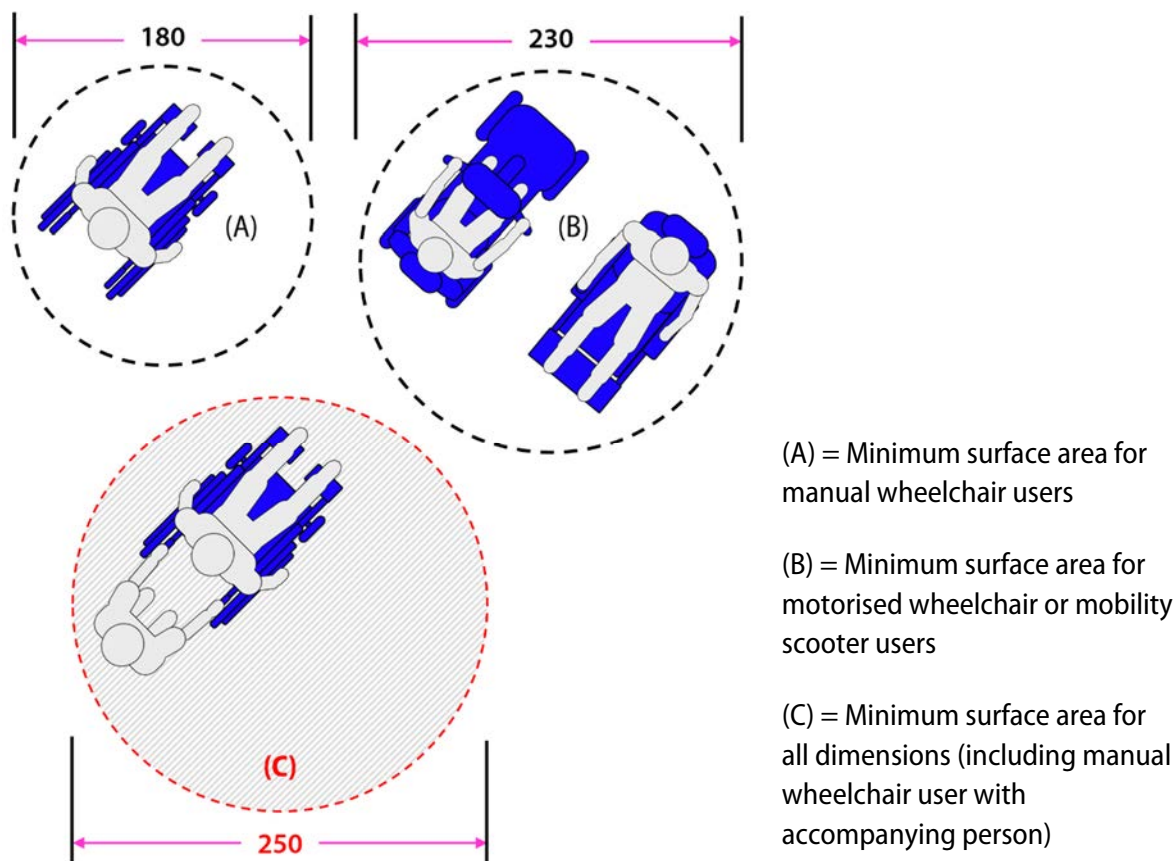 180
230
(A)
(B)
(A) = Minimum surface area for
manual wheelchair users
(B) = Minimum surface area for
motorised wheelchair or mobility
scooter users
(C) = Minimum surface area for
all dimensions (including manual
wheelchair user with
accompanying person)
(C)
250